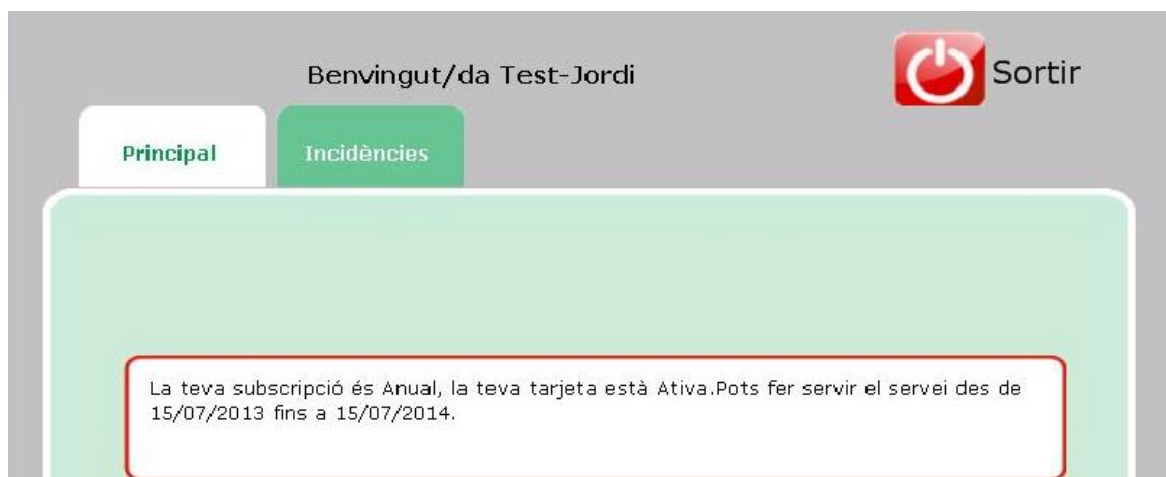 Benvingut/da Test-Jordi
Sortir
Principal
Incidències
La teva subscripció és Anual, la teva tarjeta està Ativa.Pots fer servir el servei des de
15/07/2013 fins a 15/07/2014.